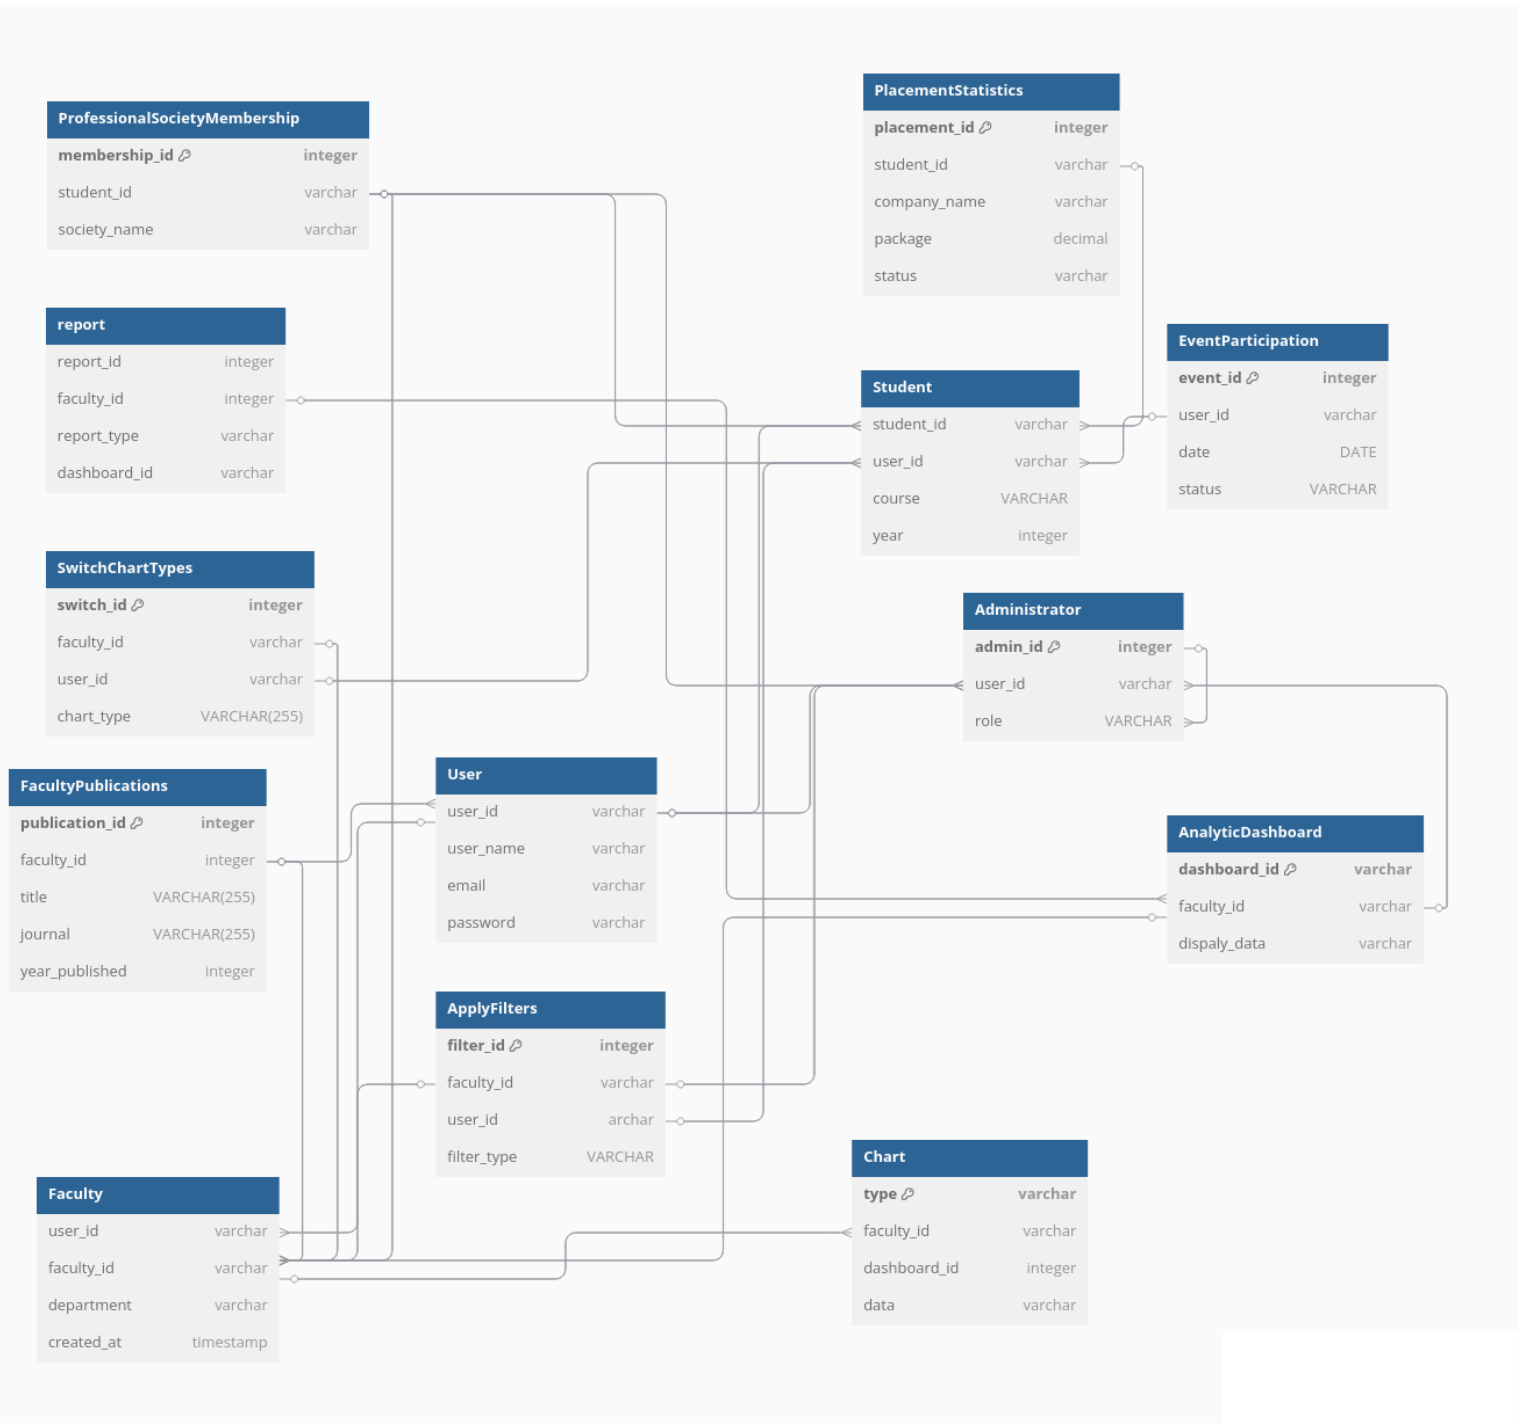 ProfessionalSocietyMembership
membership_id integer
student_id varchar
society_name varchar
PlacementStatistics
placement_id integer
student_id varchar
company_name varchar
package decimal
status varchar
report
report_id integer
faculty_id integer
report_type varchar
dashboard_id varchar
EventParticipation
event_id integer
user_id varchar
date DATE
status VARCHAR
Student
student_id varchar
user_id varchar
course VARCHAR
year integer
SwitchChartTypes
switch_id integer
faculty_id varchar
user_id varchar
chart_type VARCHAR(255)
Administrator
admin_id integer
user_id varchar
role VARCHAR
FacultyPublications
publication_id integer
faculty_id integer
title VARCHAR(255)
journal VARCHAR(255)
year_published integer
User
user_id varchar
user_name varchar
email varchar
password varchar
AnalyticDashboard
dashboard_id varchar
faculty_id varchar
dispaly_data varchar
ApplyFilters
filter_id integer
faculty_id varchar
user_id archar
filter_type VARCHAR
Chart
type varchar
faculty_id varchar
dashboard_id integer
data varchar
Faculty
user_id varchar
faculty_id varchar
department varchar
created_at timestamp